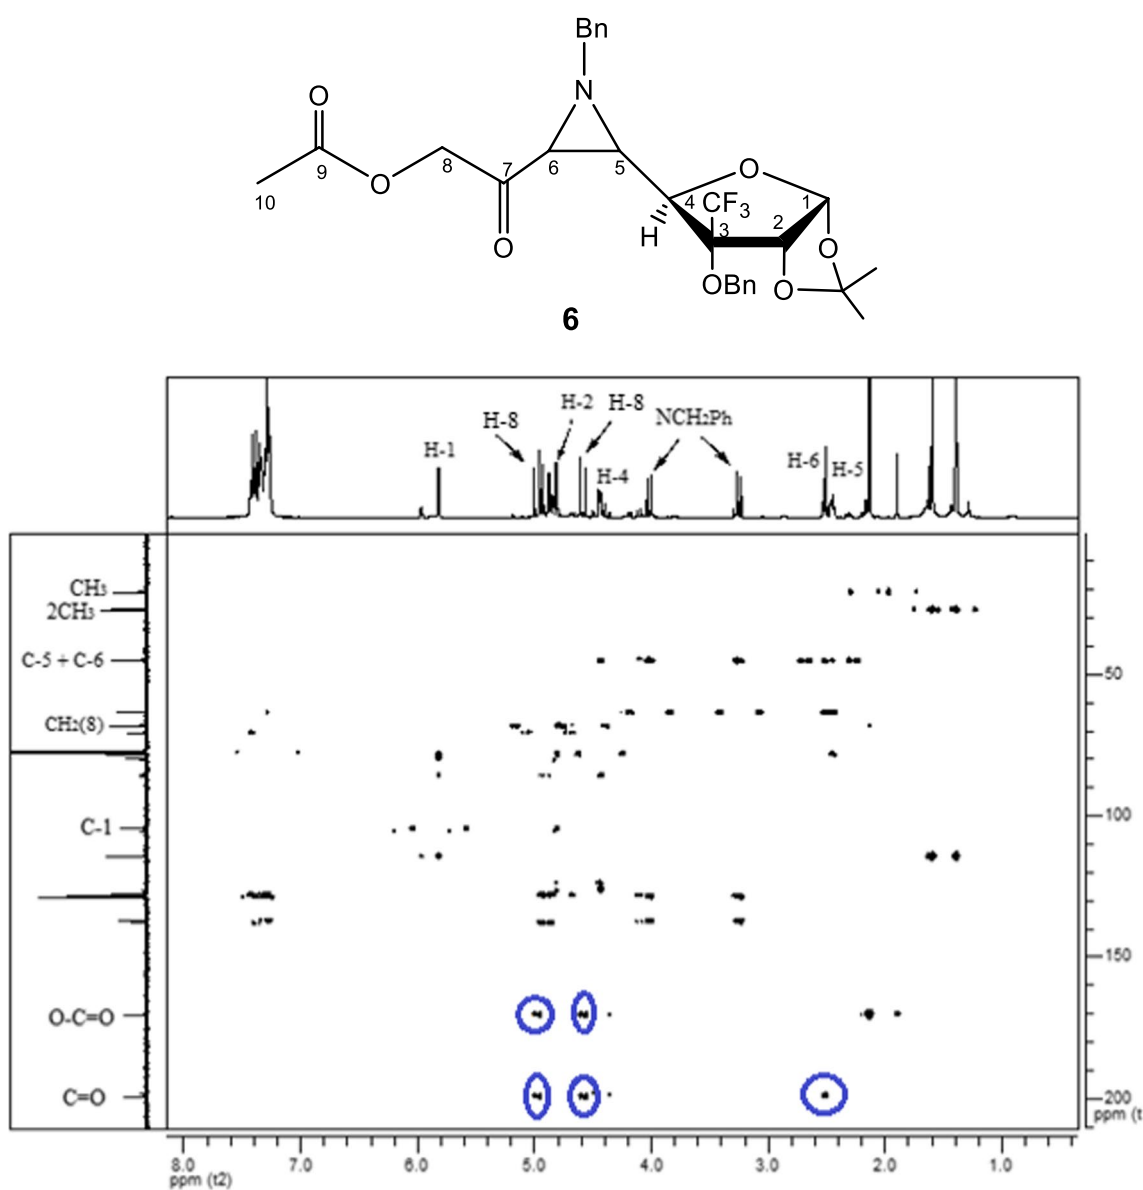 Bn
N
O
9
10
O
8
7
O
6
5
H
4
CF3
3
2
1
O
O
O
OBn
6
H-8
H-2
H-8
NCH2Ph
H-1
H-4
H-6
H-5
CH3
2CH3
C-5 + C-6
CH2(8)
C-1
O-C=O
C=O
50
100
150
200
ppm (t
8.0 7.0 6.0 5.0 4.0 3.0 2.0 1.0
ppm (t2)